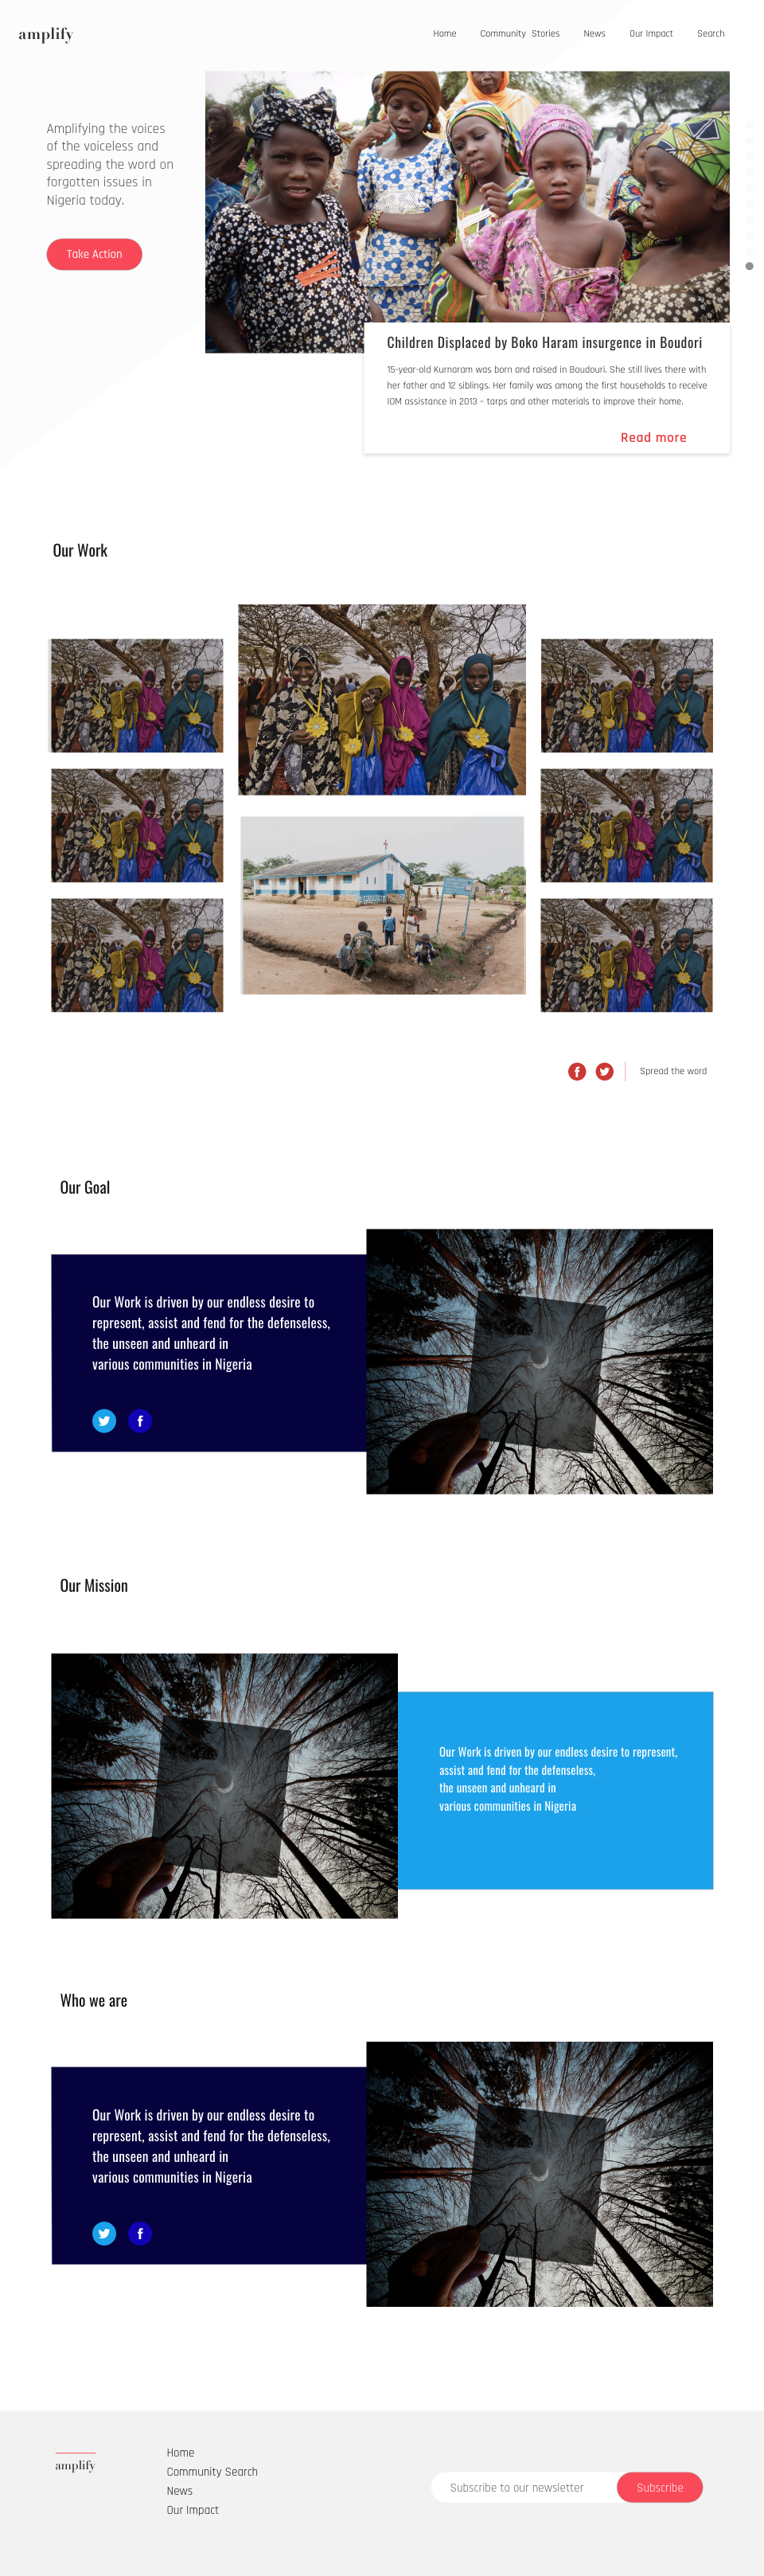 amplify
Home Community Stories News Our Impact Search
Amplifying the voices
of the voiceless and
spreading the word on
forgotten issues in
Nigeria today.
Take Action
Children Displaced by Boko Haram insurgence in Boudori
15-year-old Kurnaram was born and raised in Boudouri. She still lives there with
her father and 12 siblings. Her family was among the first households to receive
IOM assistance in 2013 – tarps and other materials to improve their home.
Read more
Our Work
Spread the word
Our Goal
Our Work is driven by our endless desire to
represent, assist and fend for the defenseless,
the unseen and unheard in
various communities in Nigeria
Our Mission
Our Work is driven by our endless desire to represent,
assist and fend for the defenseless,
the unseen and unheard in
various communities in Nigeria
Who we are
Our Work is driven by our endless desire to
represent, assist and fend for the defenseless,
the unseen and unheard in
various communities in Nigeria
amplify
Home
Community Search
News
Our Impact
Subscribe to our newsletter Subscribe